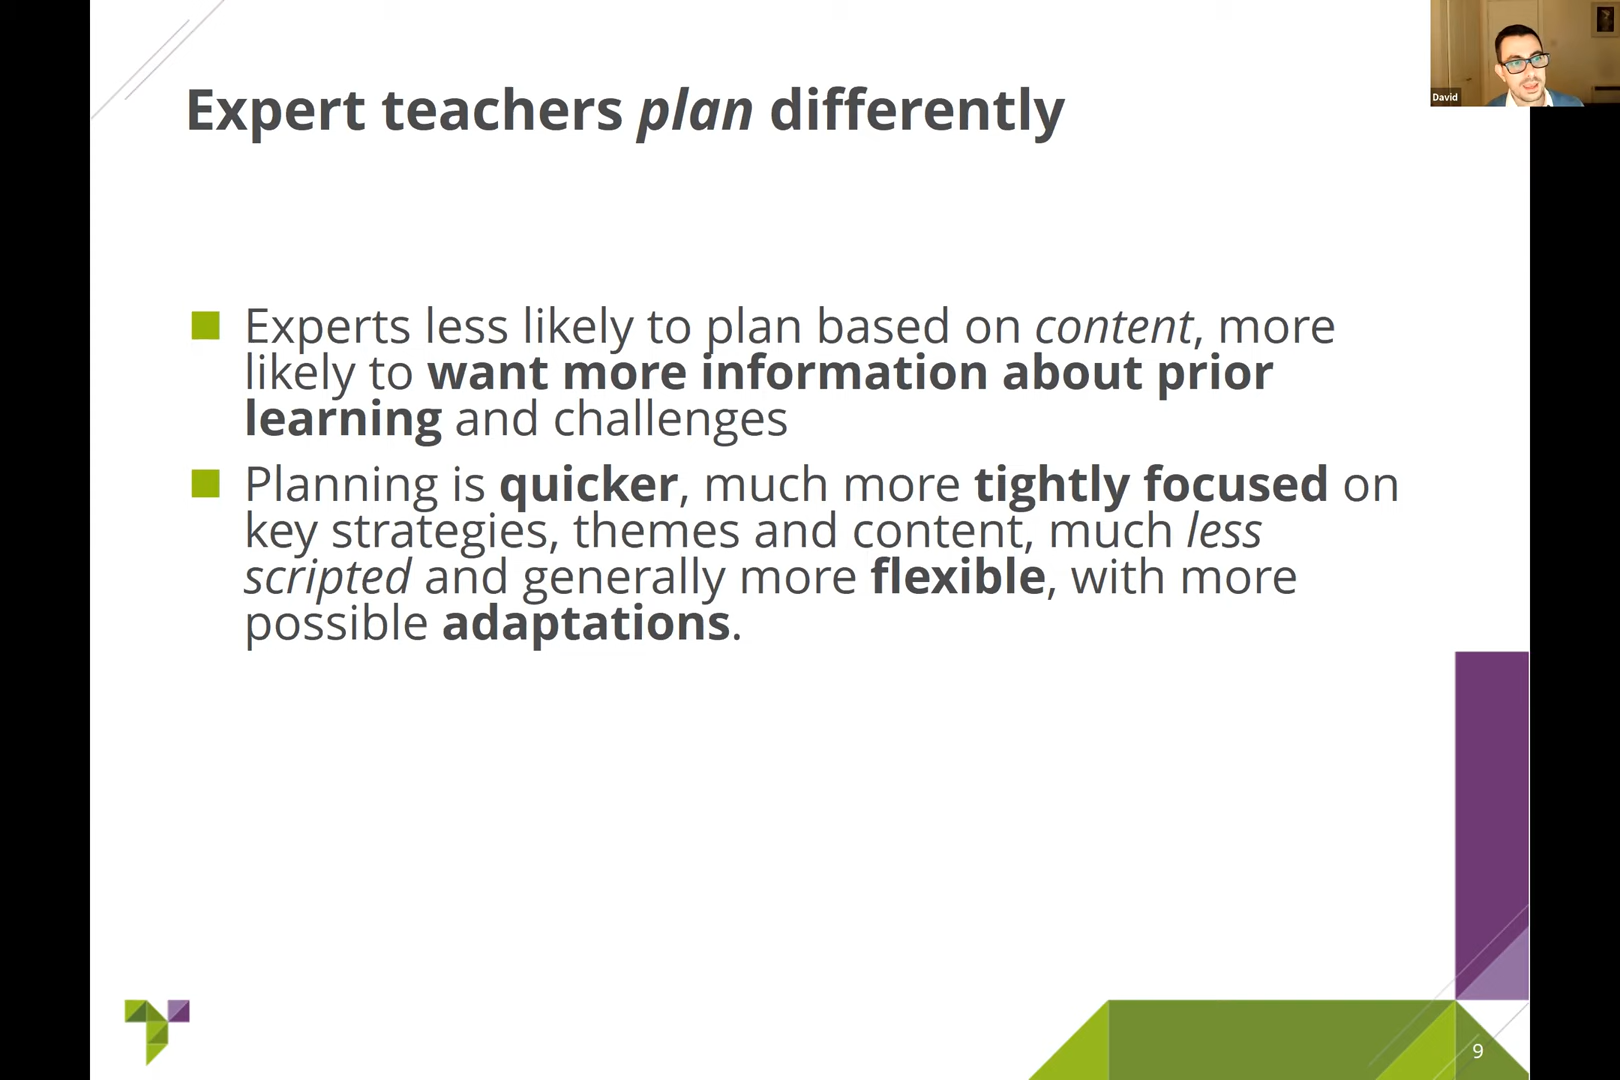 David
Expert teachers plan differently
Experts less likely to plan based on content, more
likely to want more information about prior
learning and challenges
Planning is quicker, much more tightly focused on
key strategies, themes and content, much less
scripted and generally more flexible, with more
possible adaptations.
9